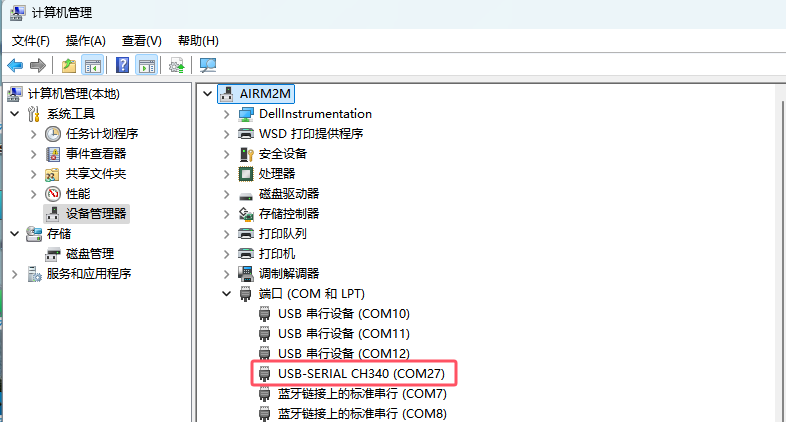 计算机管理
文件(F) 操作(A) 查看(V) 帮助(H)
计算机管理(本地)
系统工具
任务计划程序
事件查看器
共享文件夹
性能
设备管理器
存储
磁盘管理
服务和应用程序
AIRM2M
DellInstrumentation
WSD 打印提供程序
安全设备
处理器
磁盘驱动器
存储控制器
打印队列
打印机
调制解调器
端口 (COM 和 LPT)
USB 串行设备 (COM10)
USB 串行设备 (COM11)
USB 串行设备 (COM12)
USB-SERIAL CH340 (COM27)
蓝牙链接上的标准串行 (COM7)
蓝牙链接上的标准串行 (COM8)